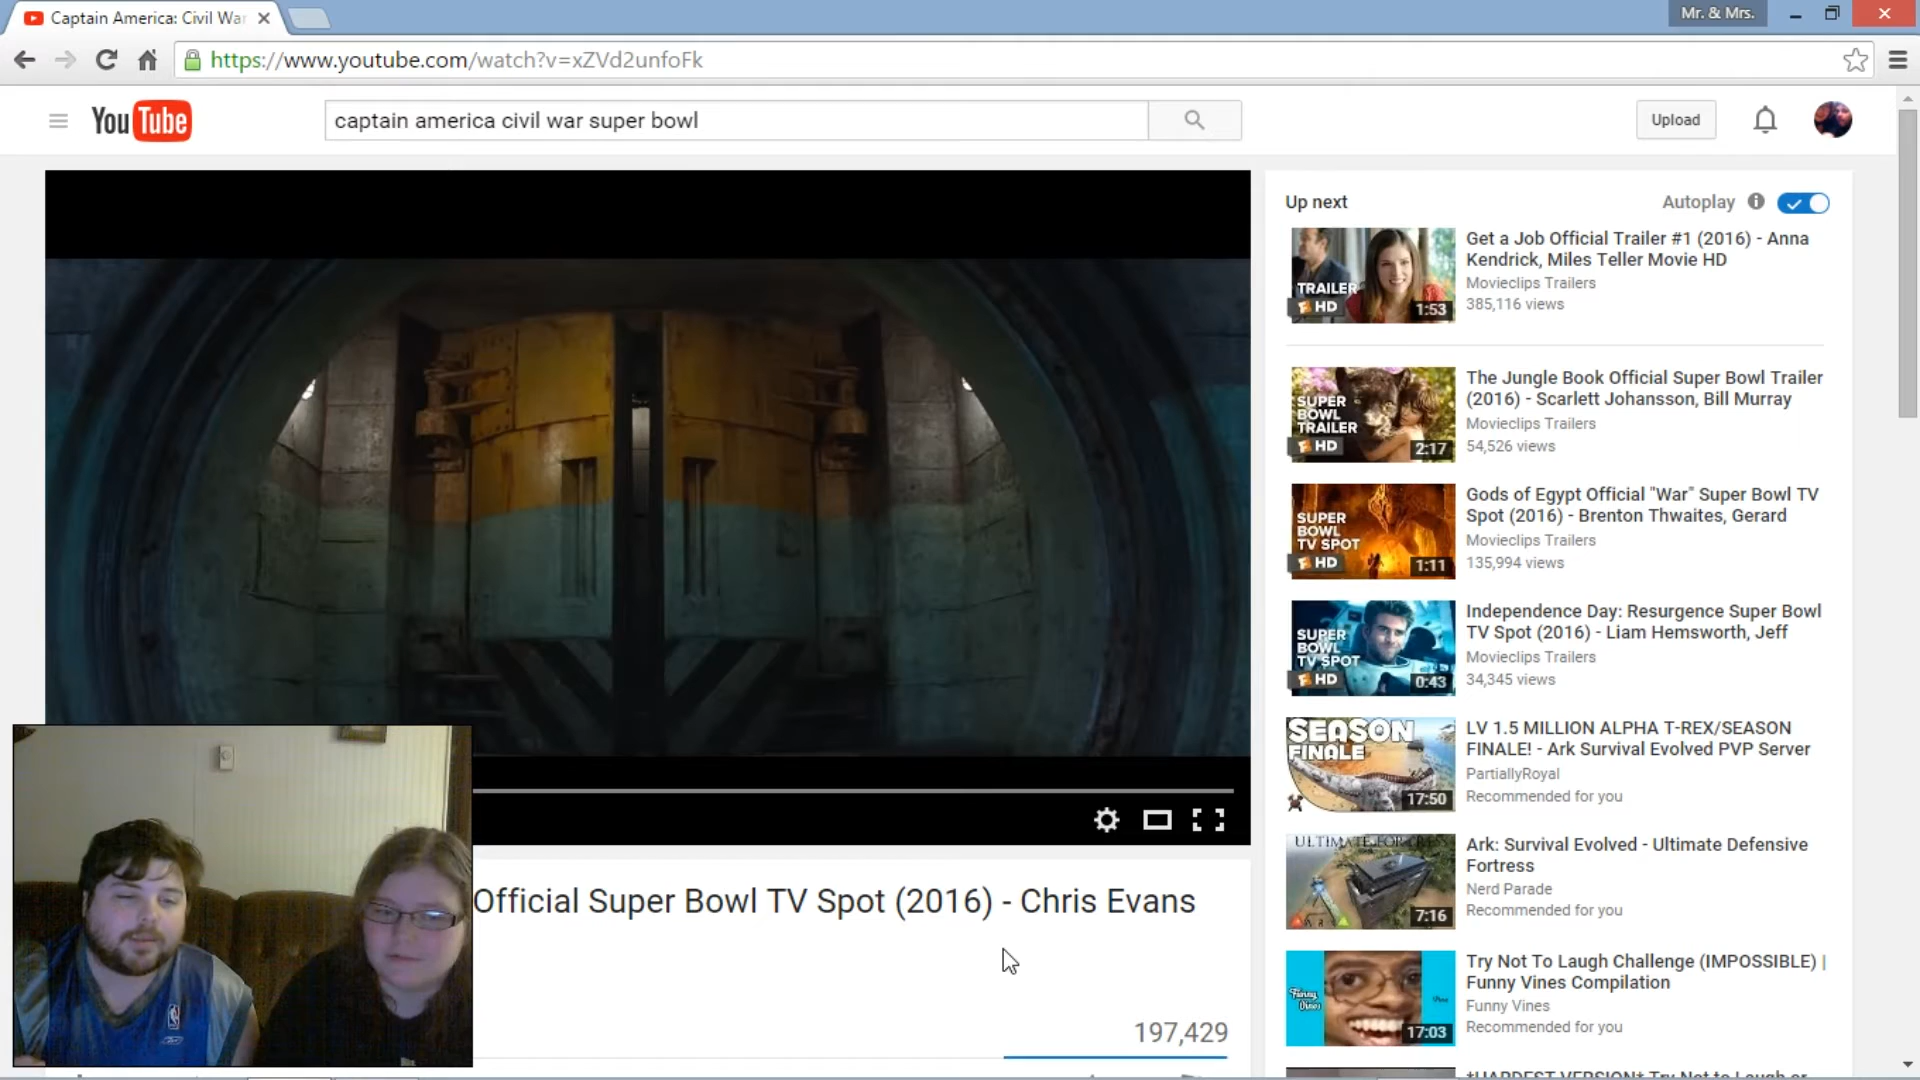 Captain America: Civil War
Mr. & Mrs.
https://www.youtube.com/watch?v=xZVd2unfoFk
YouTube
captain america civil war super bowl
Upload
Up next
Autoplay
Get a Job Official Trailer #1 (2016) - Anna
Kendrick, Miles Teller Movie HD
Movieclips Trailers
385,116 views
TRAILER
HD
1:53
The Jungle Book Official Super Bowl Trailer
(2016) - Scarlett Johansson, Bill Murray
Movieclips Trailers
54,526 views
SUPER
BOWL
TRAILER
HD
2:17
Gods of Egypt Official "War" Super Bowl TV
Spot (2016) - Brenton Thwaites, Gerard
Movieclips Trailers
135,994 views
SUPER
BOWL
TV SPOT
HD
1:11
Independence Day: Resurgence Super Bowl
TV Spot (2016) - Liam Hemsworth, Jeff
Movieclips Trailers
34,345 views
SUPER
BOWL
TV SPOT
HD
0:43
LV 1.5 MILLION ALPHA T-REX/SEASON
FINALE! - Ark Survival Evolved PVP Server
PartiallyRoyal
Recommended for you
SEASON
FINALE
17:50
Ark: Survival Evolved - Ultimate Defensive
Fortress
Nerd Parade
Recommended for you
ULTIMATE FORTRESS
7:16
Try Not To Laugh Challenge (IMPOSSIBLE) |
Funny Vines Compilation
Funny Vines
Recommended for you
Funny
Vines
17:03
Official Super Bowl TV Spot (2016) - Chris Evans
197,429